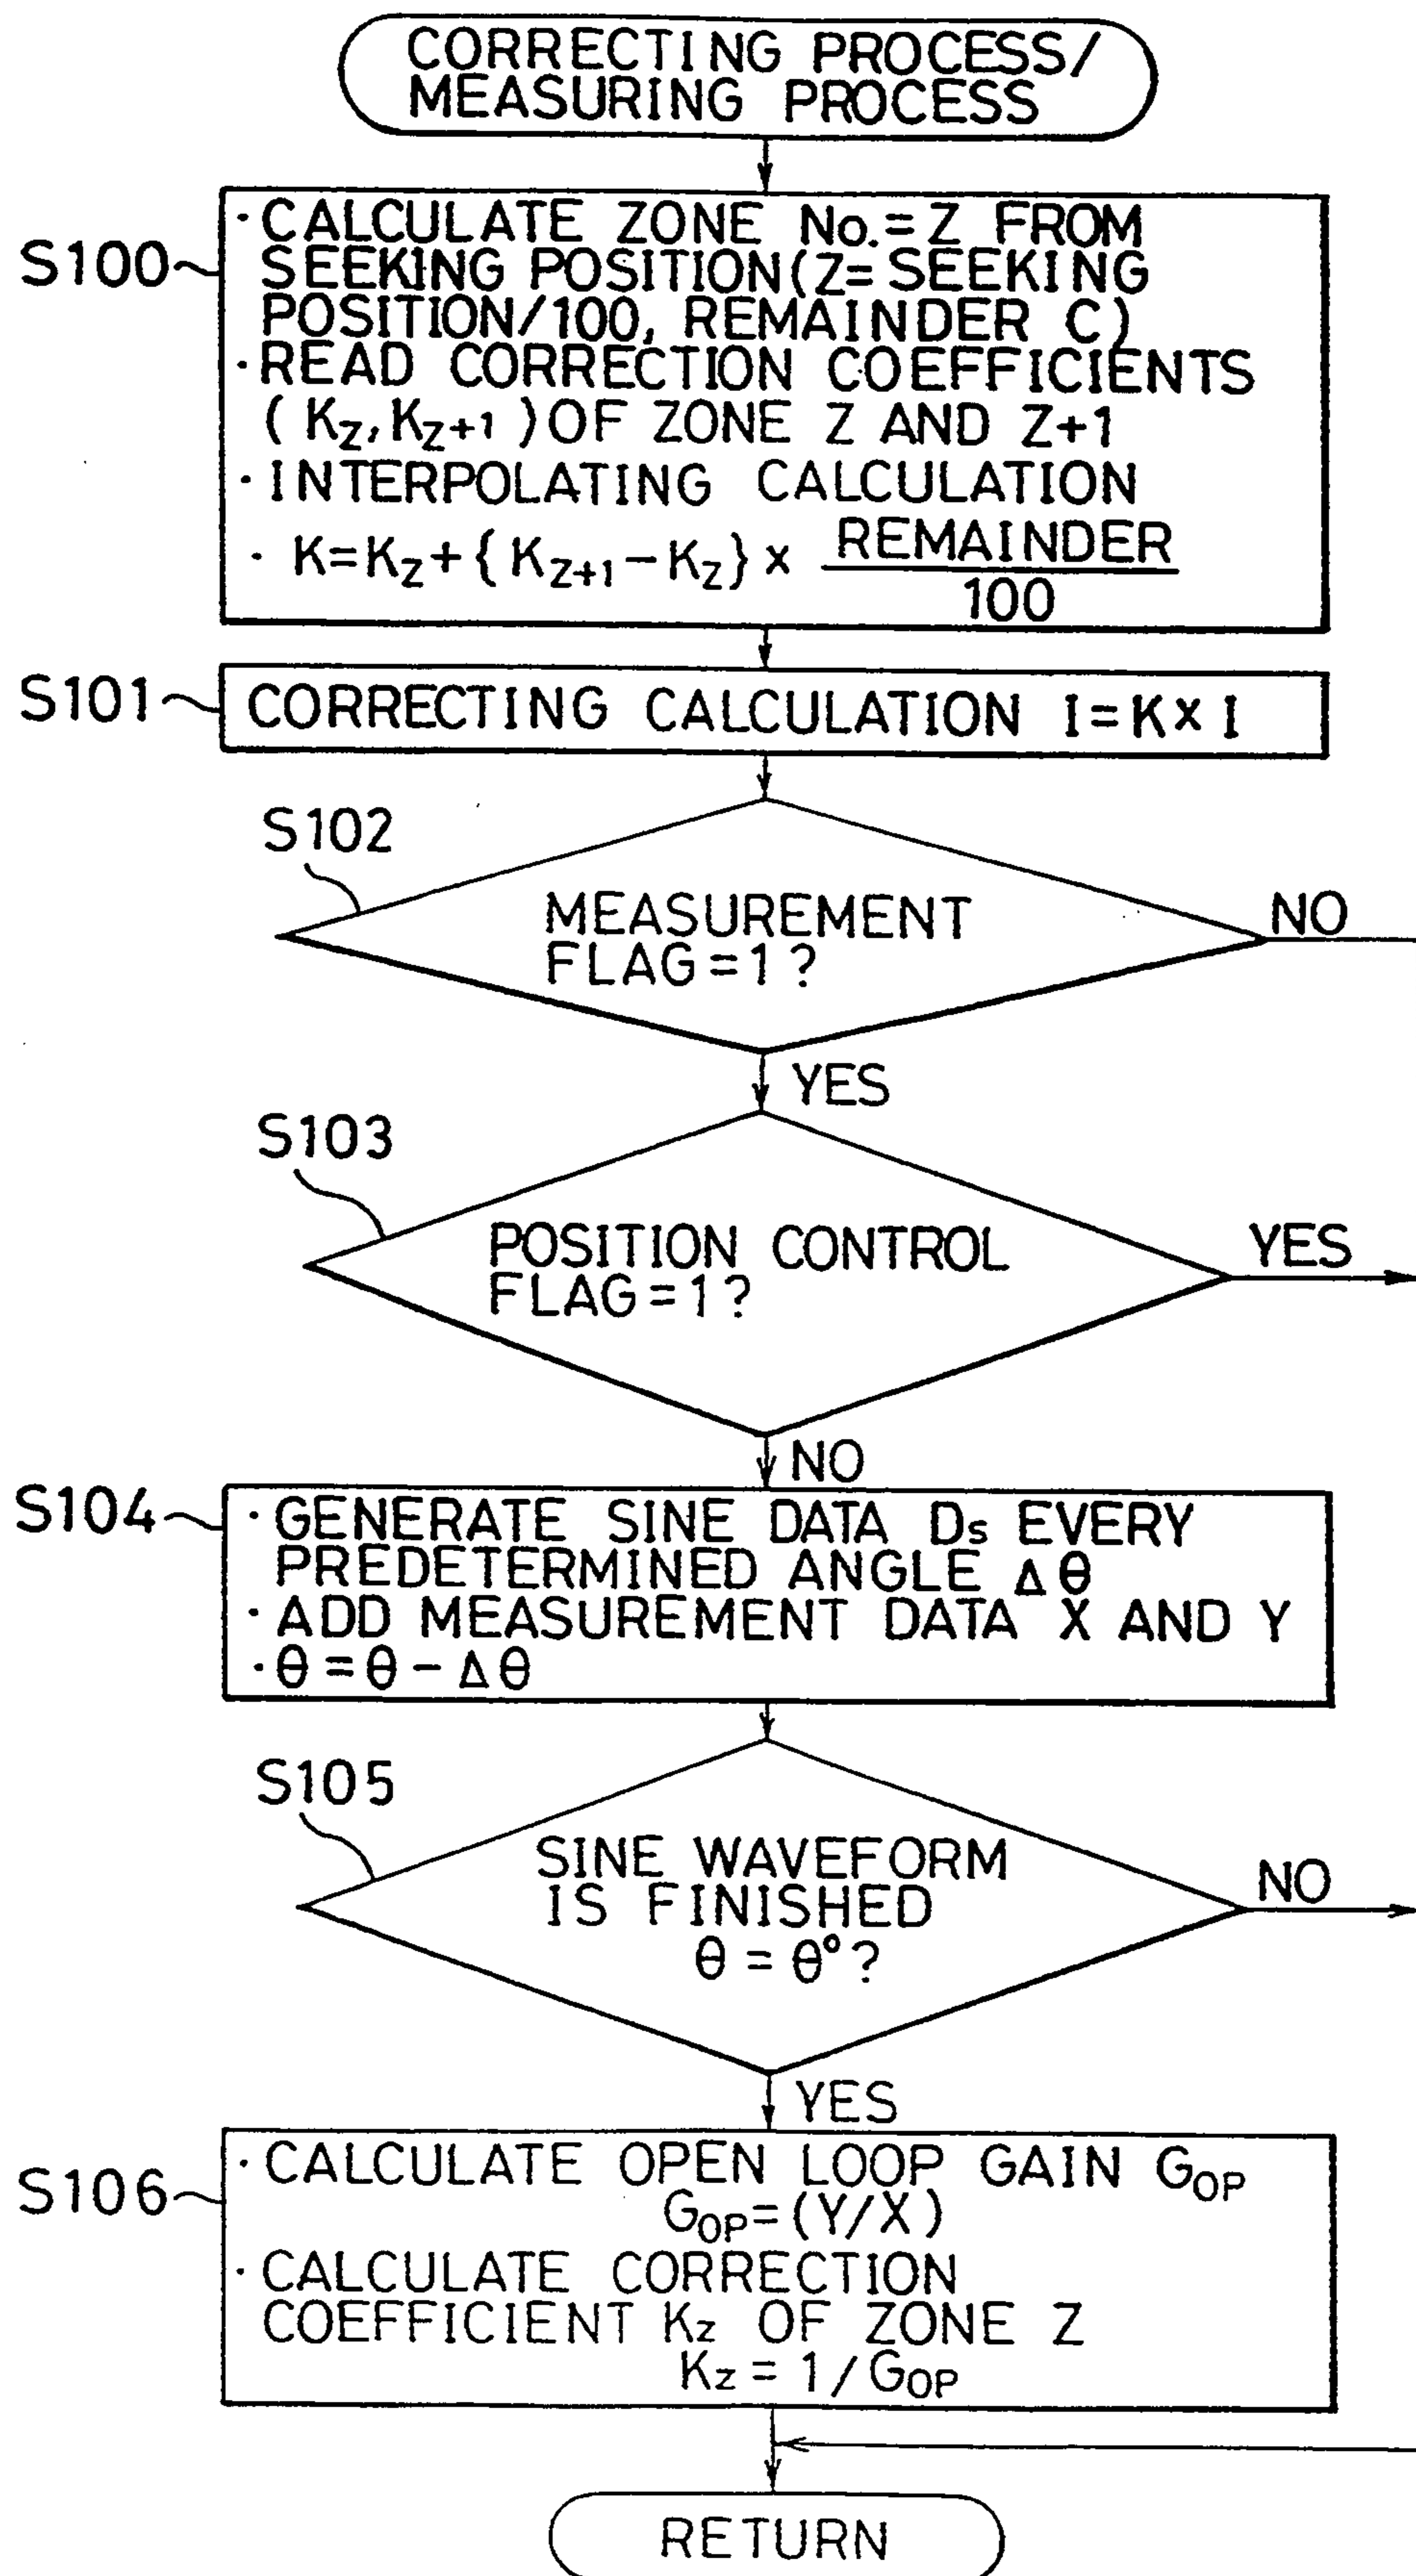 CORRECTING PROCESS/
MEASURING PROCESS
S100
· CALCULATE ZONE No.=Z FROM
SEEKING POSITION(Z=SEEKING
POSITION/100, REMAINDER C)
· READ CORRECTION COEFFICIENTS
(Kz, Kz+1) OF ZONE Z AND Z+1
· INTERPOLATING CALCULATION
· K=Kz+{Kz+1-Kz}× REMAINDER
100
S101
CORRECTING CALCULATION I=K×I
S102
MEASUREMENT
FLAG=1?
NO
YES
S103
POSITION CONTROL
FLAG=1?
YES
NO
S104
· GENERATE SINE DATA Ds EVERY
PREDETERMINED ANGLE Δθ
· ADD MEASUREMENT DATA X AND Y
· θ=θ-Δθ
S105
SINE WAVEFORM
IS FINISHED
θ=θ°?
NO
YES
S106
· CALCULATE OPEN LOOP GAIN GOP
GOP=(Y/X)
· CALCULATE CORRECTION
COEFFICIENT Kz OF ZONE Z
Kz=1/GOP
RETURN